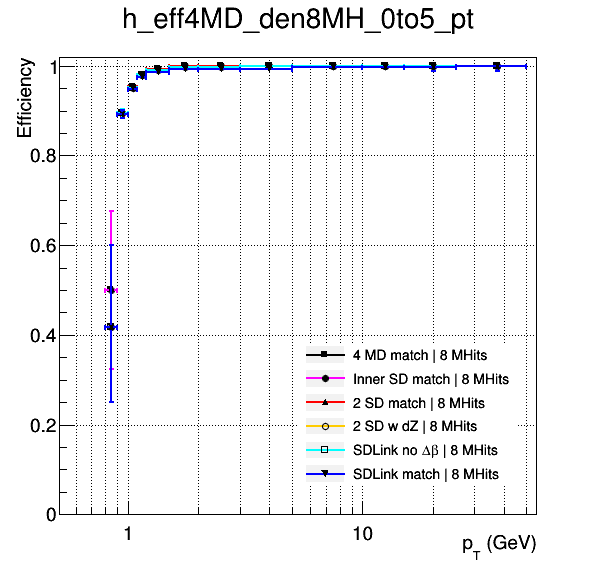 h_eff4MD_den8MH_0to5_pt
Efficiency
1
0.8
0.6
0.4
0.2
0
4 MD match | 8 MHits
Inner SD match | 8 MHits
2 SD match | 8 MHits
2 SD w dZ | 8 MHits
SDLink no Δβ | 8 MHits
SDLink match | 8 MHits
1
10
p_T (GeV)